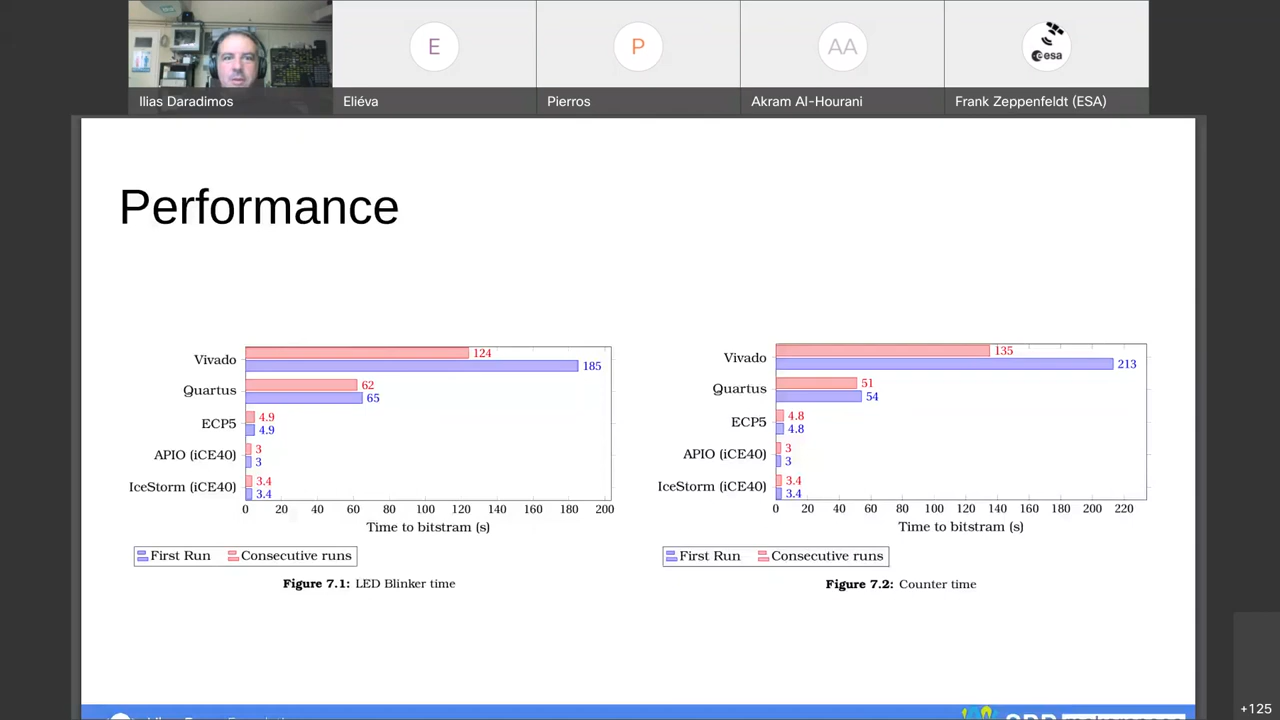 E
P
AA
esa
Ilias Daradimos
Eliéva
Pierros
Akram Al-Hourani
Frank Zeppenfeldt (ESA)
Performance
Vivado
124
185
Quartus
62
65
ECP5
4.9
4.9
APIO (iCE40)
3
3
IceStorm (iCE40)
3.4
3.4
0 20 40 60 80 100 120 140 160 180 200
Time to bitstram (s)
First Run Consecutive runs
Figure 7.1: LED Blinker time
Vivado
135
213
Quartus
51
54
ECP5
4.8
4.8
APIO (iCE40)
3
3
IceStorm (iCE40)
3.4
3.4
0 20 40 60 80 100 120 140 160 180 200 220
Time to bitstram (s)
First Run Consecutive runs
Figure 7.2: Counter time
+125